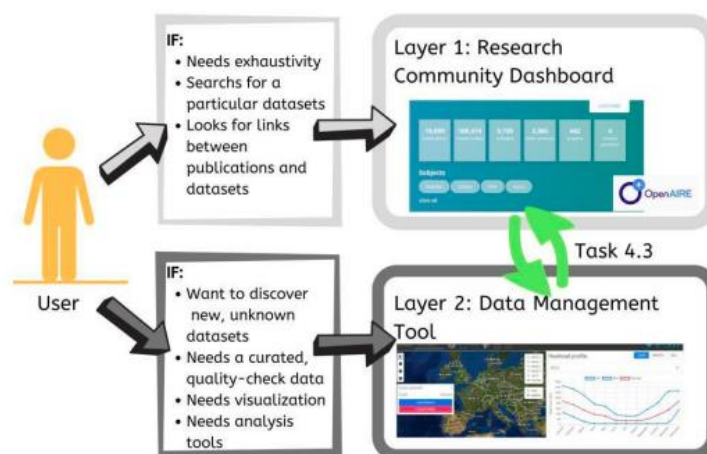 IF:
• Needs exhaustivity
• Searchs for a
particular datasets
• Looks for links
between
publications and
datasets
Layer 1: Research
Community Dashboard
Subjects
OpenAIRE
Task 4.3
User
IF:
• Want to discover
new, unknown
datasets
• Needs a curated,
quality-check data
• Needs visualization
• Needs analysis
tools
Layer 2: Data Management
Tool